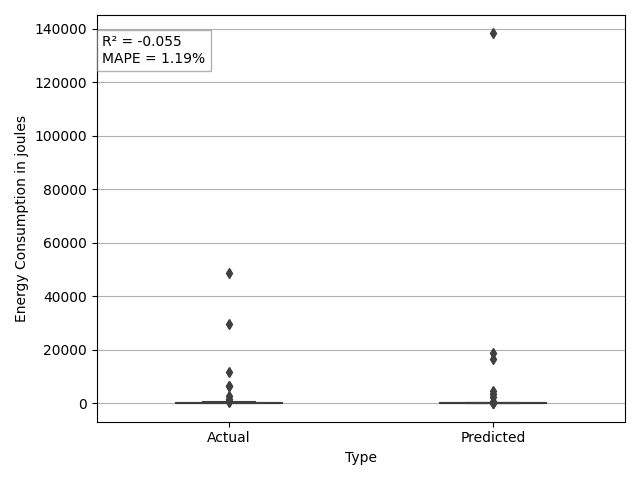 140000
120000
100000
80000
60000
40000
20000
0
Energy Consumption in joules
R² = -0.055
MAPE = 1.19%
Actual
Predicted
Type